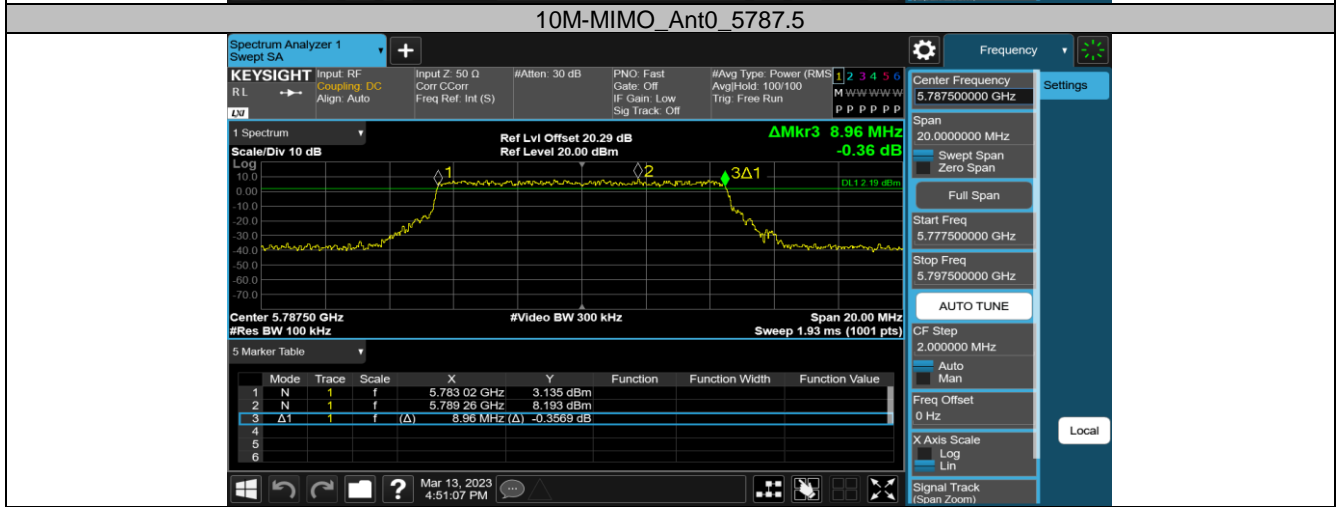 10M-MIMO_Ant0_5787.5
Spectrum Analyzer 1
Swept SA
+
Frequency
KEYSIGHT
R L
LXI
Input: RF
Coupling: DC
Align: Auto
Input Z: 50 Ω
Corr CCorr
Freq Ref: Int (S)
#Atten: 30 dB
PNO: Fast
Gate: Off
IF Gain: Low
Sig Track: Off
#Avg Type: Power (RMS
Avg|Hold: 100/100
Trig: Free Run
1 2 3 4 5 6
M W W W W W
P P P P P P
1 Spectrum
Scale/Div 10 dB
Ref Lvl Offset 20.29 dB
Ref Level 20.00 dBm
ΔMkr3 8.96 MHz
-0.36 dB
Log
10.0
0.00
-10.0
-20.0
-30.0
-40.0
-50.0
-60.0
-70.0
1
2
3Δ1
DL1 2.19 dBm
Center 5.78750 GHz
#Video BW 300 kHz
Span 20.00 MHz
#Res BW 100 kHz
Sweep 1.93 ms (1001 pts)
5 Marker Table
Mode Trace Scale X Y Function Function Width Function Value
1 N 1 f 5.783 02 GHz 3.135 dBm
2 N 1 f 5.789 26 GHz 8.193 dBm
3 Δ1 1 f (Δ) 8.96 MHz (Δ) -0.3569 dB
4
5
6
?
Mar 13, 2023
4:51:07 PM
Center Frequency
5.787500000 GHz
Settings
Span
20.0000000 MHz
Swept Span
Zero Span
Full Span
Start Freq
5.777500000 GHz
Stop Freq
5.797500000 GHz
AUTO TUNE
CF Step
2.000000 MHz
Auto
Man
Freq Offset
0 Hz
X Axis Scale
Log
Lin
Local
Signal Track
(Span Zoom)